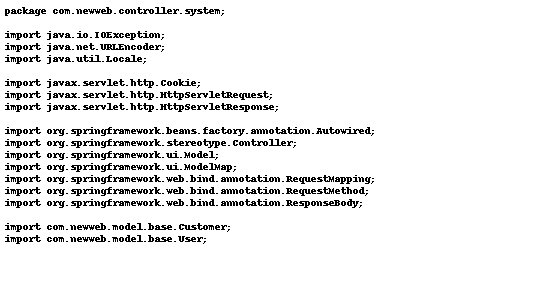 package com.newweb.controller.system;

import java.io.IOException;
import java.net.URLEncoder;
import java.util.Locale;

import javax.servlet.http.Cookie;
import javax.servlet.http.HttpServletRequest;
import javax.servlet.http.HttpServletResponse;

import org.springframework.beans.factory.annotation.Autowired;
import org.springframework.stereotype.Controller;
import org.springframework.ui.Model;
import org.springframework.ui.ModelMap;
import org.springframework.web.bind.annotation.RequestMapping;
import org.springframework.web.bind.annotation.RequestMethod;
import org.springframework.web.bind.annotation.ResponseBody;

import com.newweb.model.base.Customer;
import com.newweb.model.base.User;